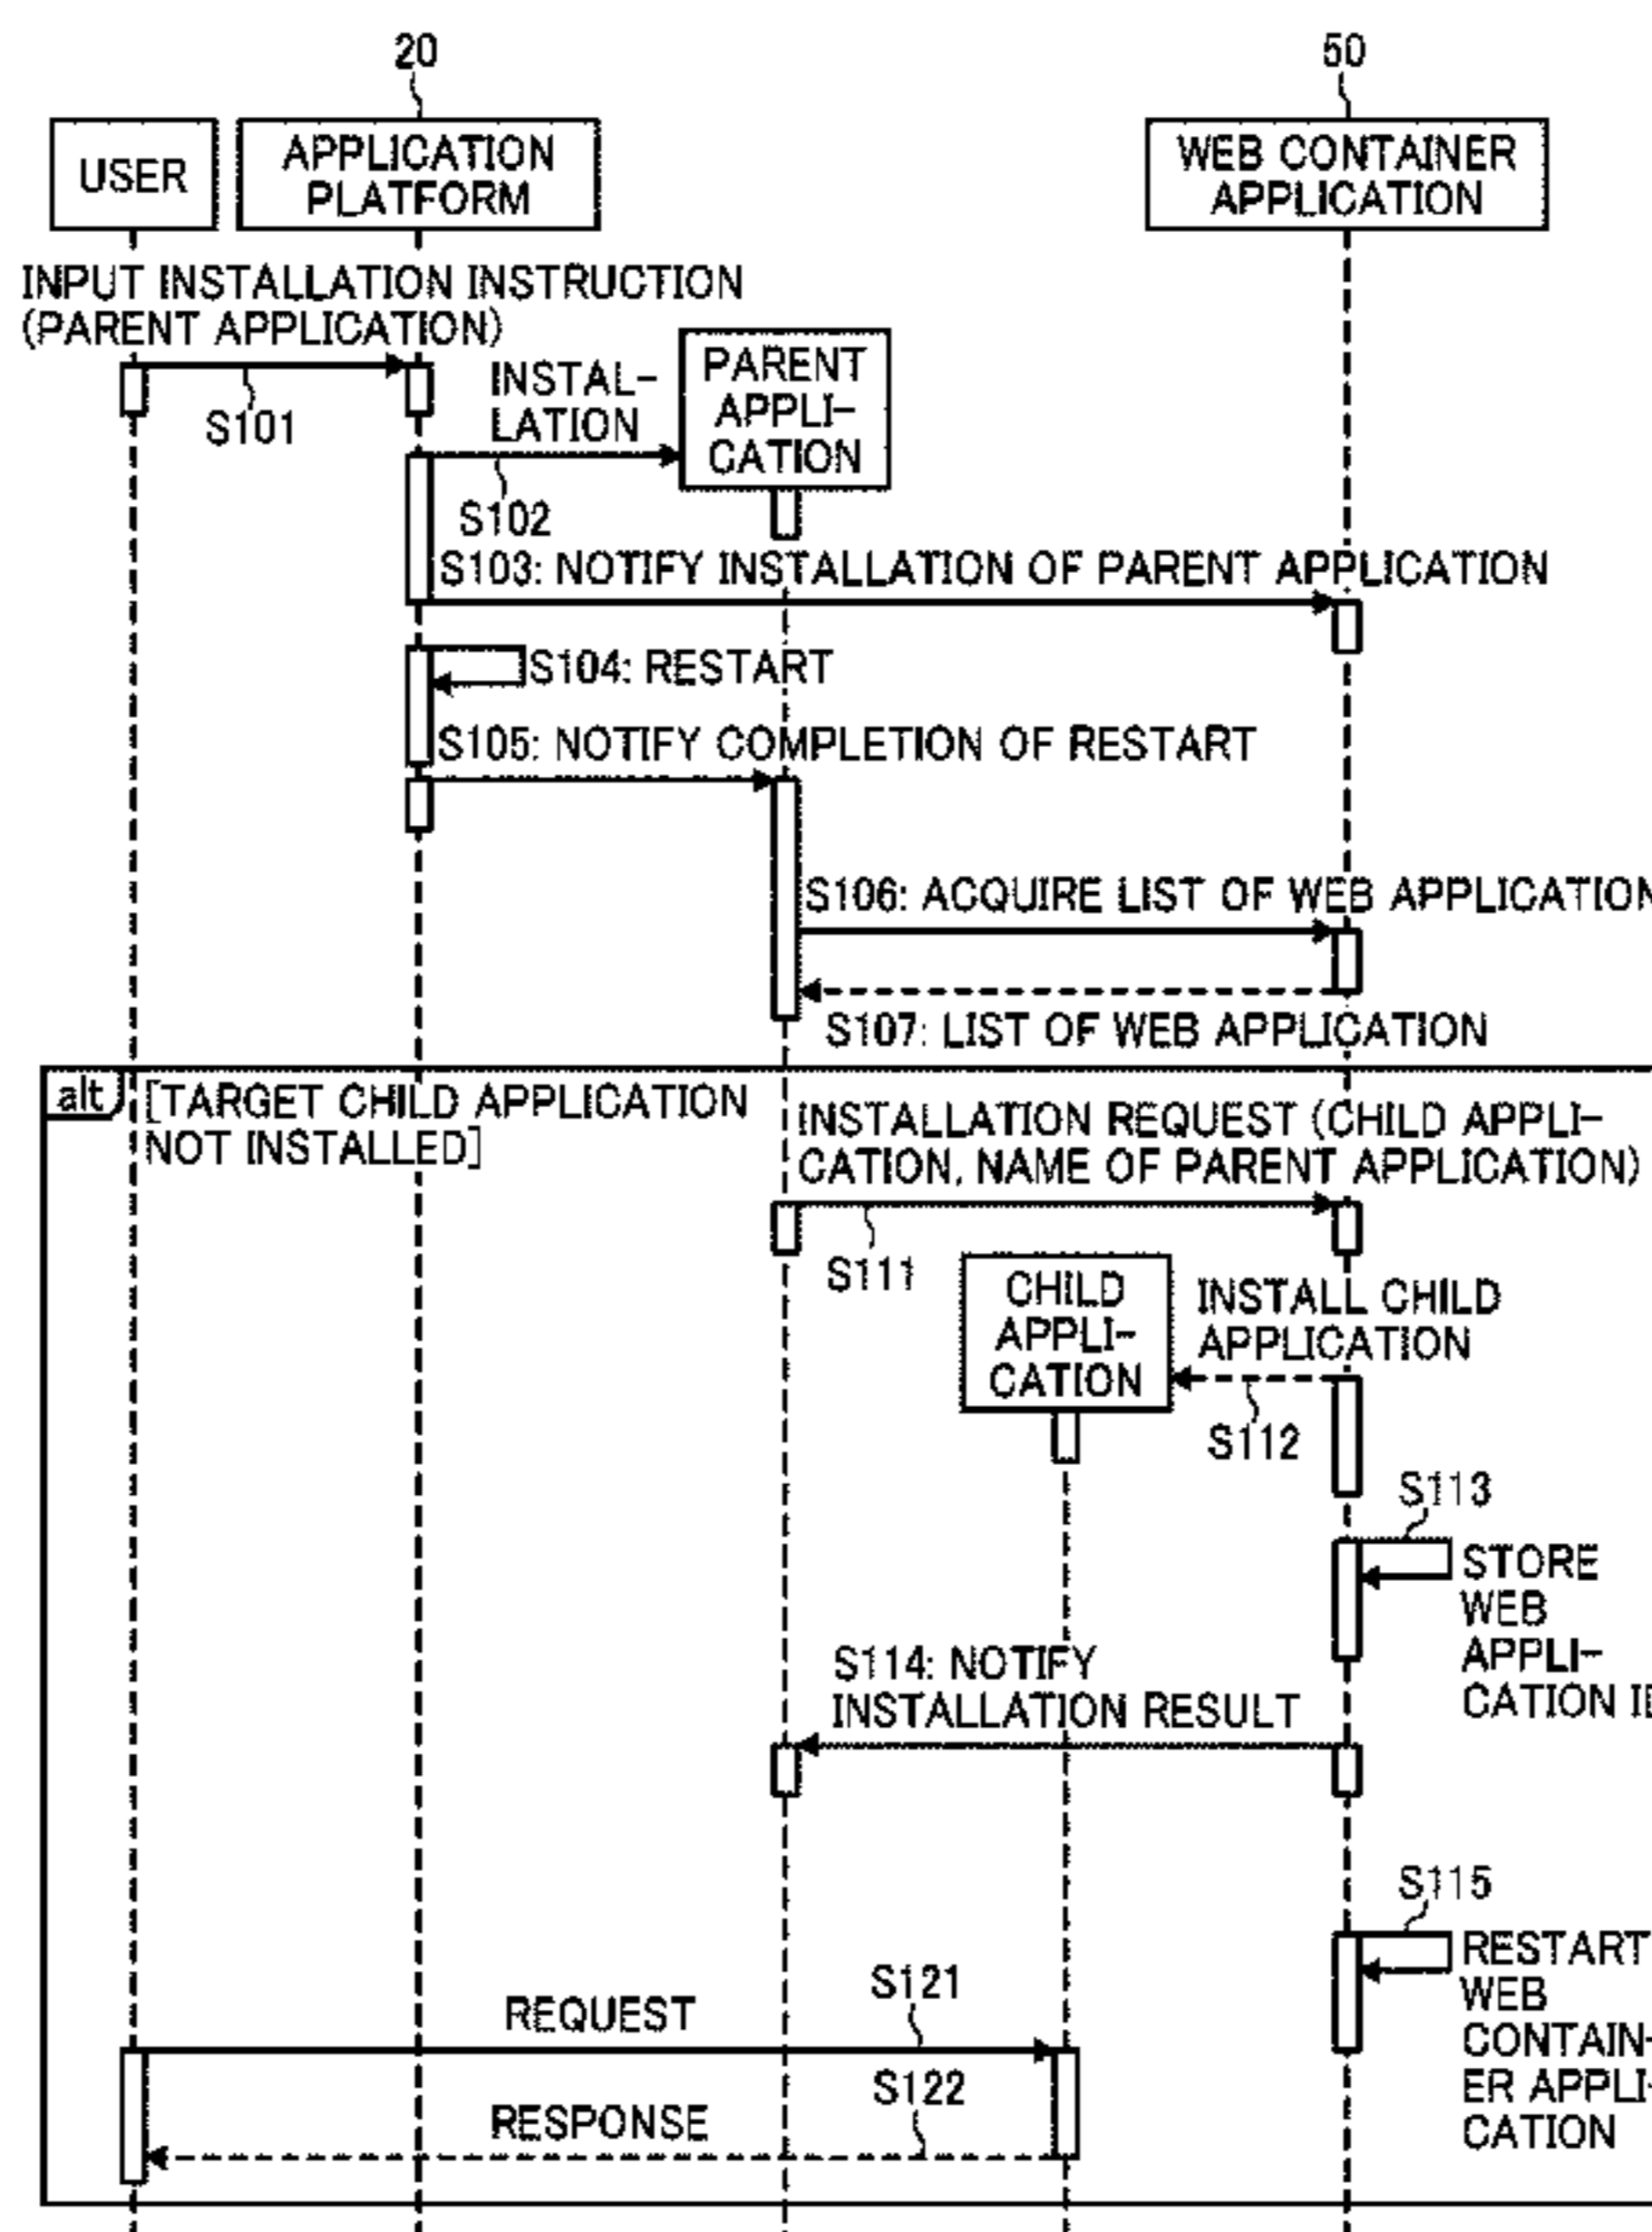 20
50
USER
APPLICATION
PLATFORM
WEB CONTAINER
APPLICATION
INPUT INSTALLATION INSTRUCTION
(PARENT APPLICATION)
S101
INSTAL-
LATION
PARENT
APPLI-
CATION
S102
S103: NOTIFY INSTALLATION OF PARENT APPLICATION
S104: RESTART
S105: NOTIFY COMPLETION OF RESTART
S106: ACQUIRE LIST OF WEB APPLICATION
S107: LIST OF WEB APPLICATION
alt
[TARGET CHILD APPLICATION
NOT INSTALLED]
INSTALLATION REQUEST (CHILD APPLI-
CATION, NAME OF PARENT APPLICATION)
S111
CHILD
APPLI-
CATION
INSTALL CHILD
APPLICATION
S112
S113
STORE
WEB
APPLI-
CATION
S114: NOTIFY
INSTALLATION RESULT
S115
RESTART
WEB
CONTAIN-
ER APPLI-
CATION
REQUEST
S121
S122
RESPONSE